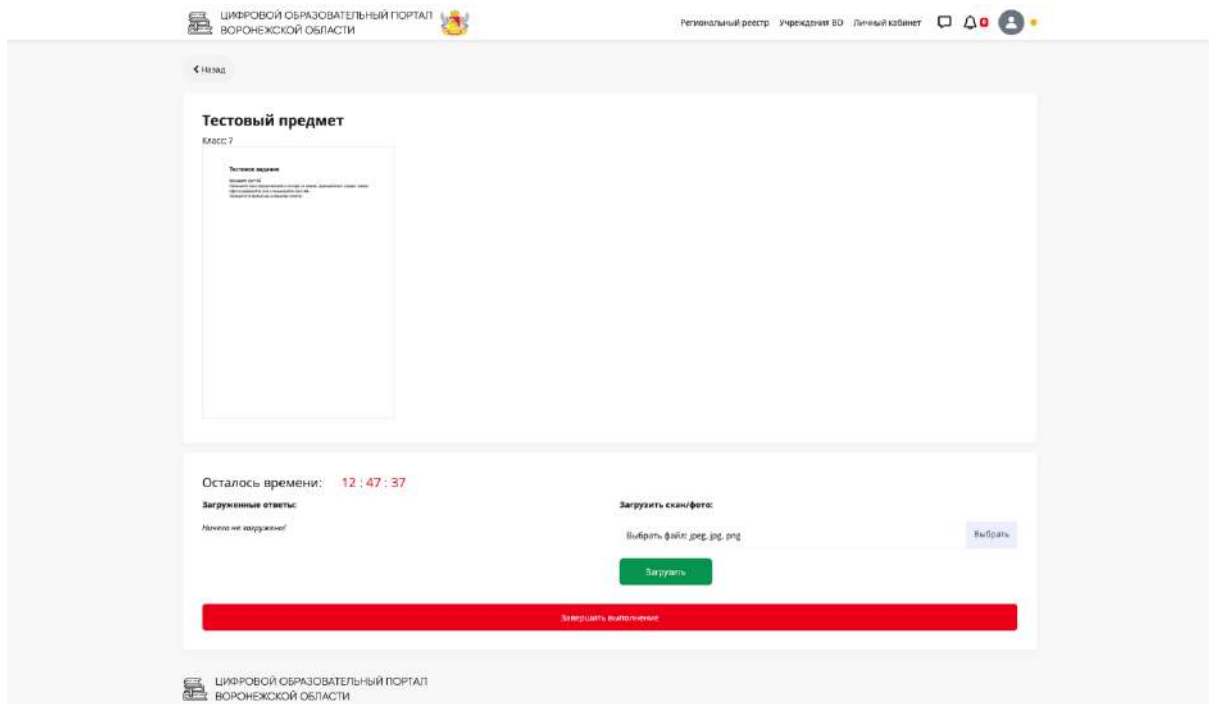 ЦИФРОВОЙ ОБРАЗОВАТЕЛЬНЫЙ ПОРТАЛ
ВОРОНЕЖСКОЙ ОБЛАСТИ
Региональный реестр Учреждения ВО Личный кабинет
0
Назад
Тестовый предмет
Класс: 7
Тестовое задание
Осталось времени: 12 : 47 : 37
Загруженные ответы:
Ничего не загружено!
Загрузить скан/фото:
Выбрать файл: jpeg, jpg, png
Выбрать
Загрузить
Завершить выполнение
ЦИФРОВОЙ ОБРАЗОВАТЕЛЬНЫЙ ПОРТАЛ
ВОРОНЕЖСКОЙ ОБЛАСТИ